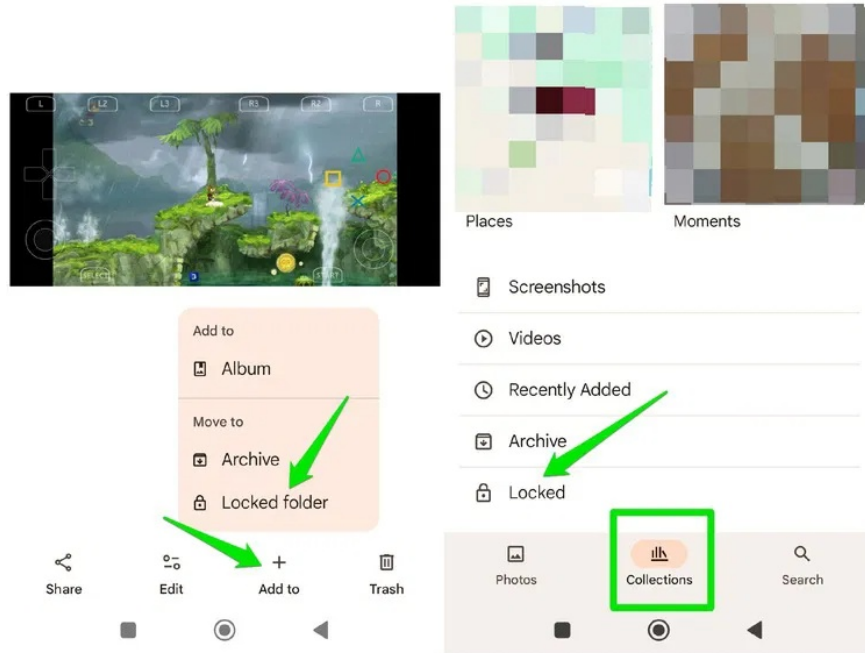 L
L2
L3
R3
R2
R
SELECT
START
Add to
Album
Move to
Archive
Locked folder
Share
Edit
Add to
Trash
Places
Moments
Screenshots
Videos
Recently Added
Archive
Locked
Photos
Collections
Search